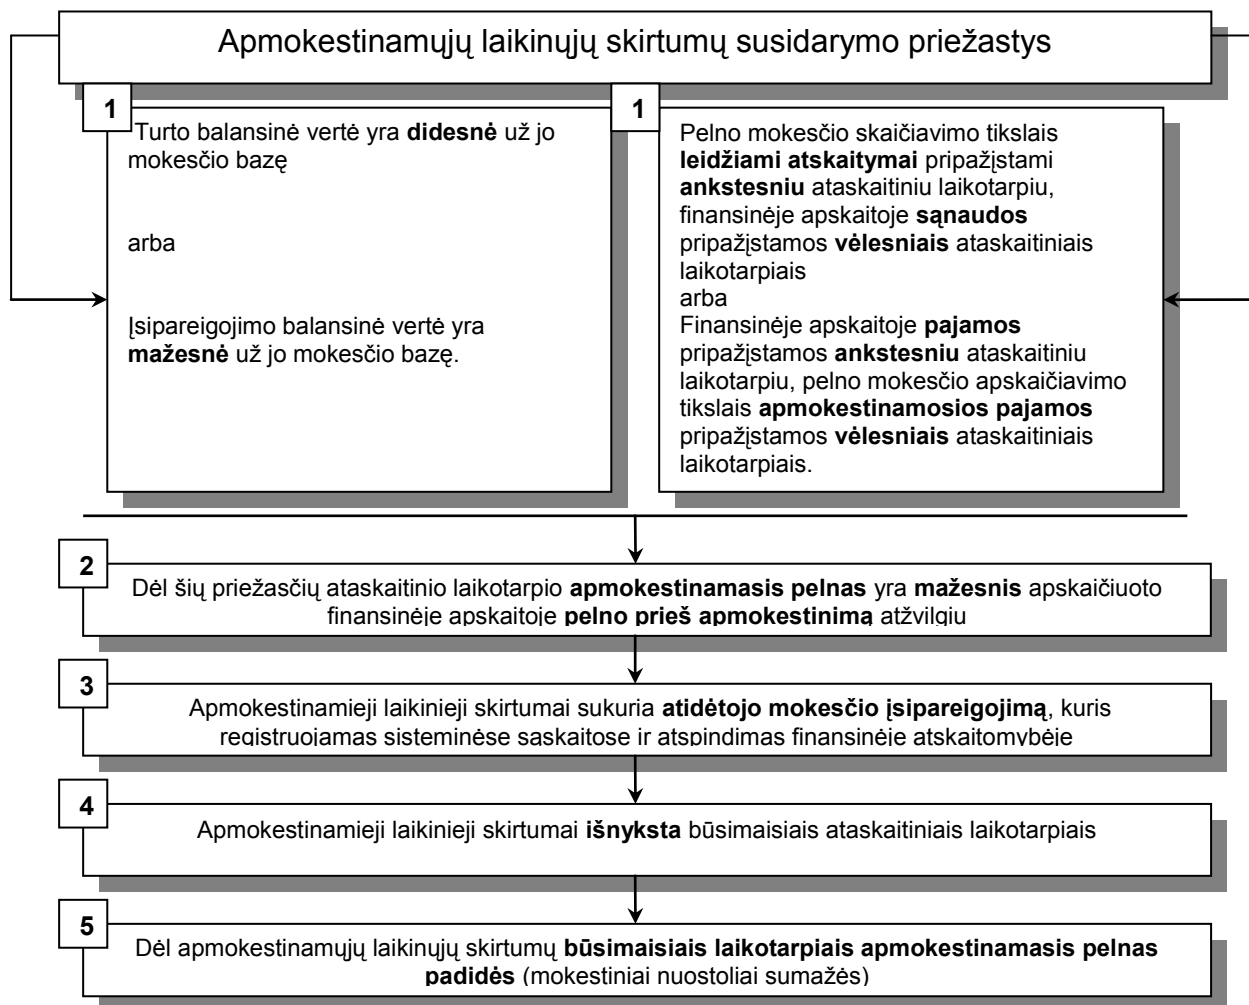 Apmokestinamųjų laikinųjų skirtumų susidarymo priežastys
1
Turto balansinė vertė yra didesnė už jo
mokesčio bazę
arba
Įsipareigojimo balansinė vertė yra
mažesnė už jo mokesčio bazę.
1
Pelno mokesčio skaičiavimo tikslais
leidžiami atskaitymai pripažįstami
ankstesniu ataskaitiniu laikotarpiu,
finansinėje apskaitoje sąnaudos
pripažįstamos vėlesniais ataskaitiniais
laikotarpiais
arba
Finansinėje apskaitoje pajamos
pripažįstamos ankstesniu ataskaitiniu
laikotarpiu, pelno mokesčio apskaičiavimo
tikslais apmokestinamosios pajamos
pripažįstamos vėlesniais ataskaitiniais
laikotarpiais.
2
Dėl šių priežasčių ataskaitinio laikotarpio apmokestinamasis pelnas yra mažesnis apskaičiuoto
finansinėje apskaitoje pelno prieš apmokestinimą atžvilgiu
3
Apmokestinamieji laikinieji skirtumai sukuria atidėtojo mokesčio įsipareigojimą, kuris
registruojamas sisteminėse sąskaitose ir atspindimas finansinėje atskaitomybėje
4
Apmokestinamieji laikinieji skirtumai išnyksta būsimaisiais ataskaitiniais laikotarpiais
5
Dėl apmokestinamųjų laikinųjų skirtumų būsimaisiais laikotarpiais apmokestinamasis pelnas
padidės (mokestiniai nuostoliai sumažės)